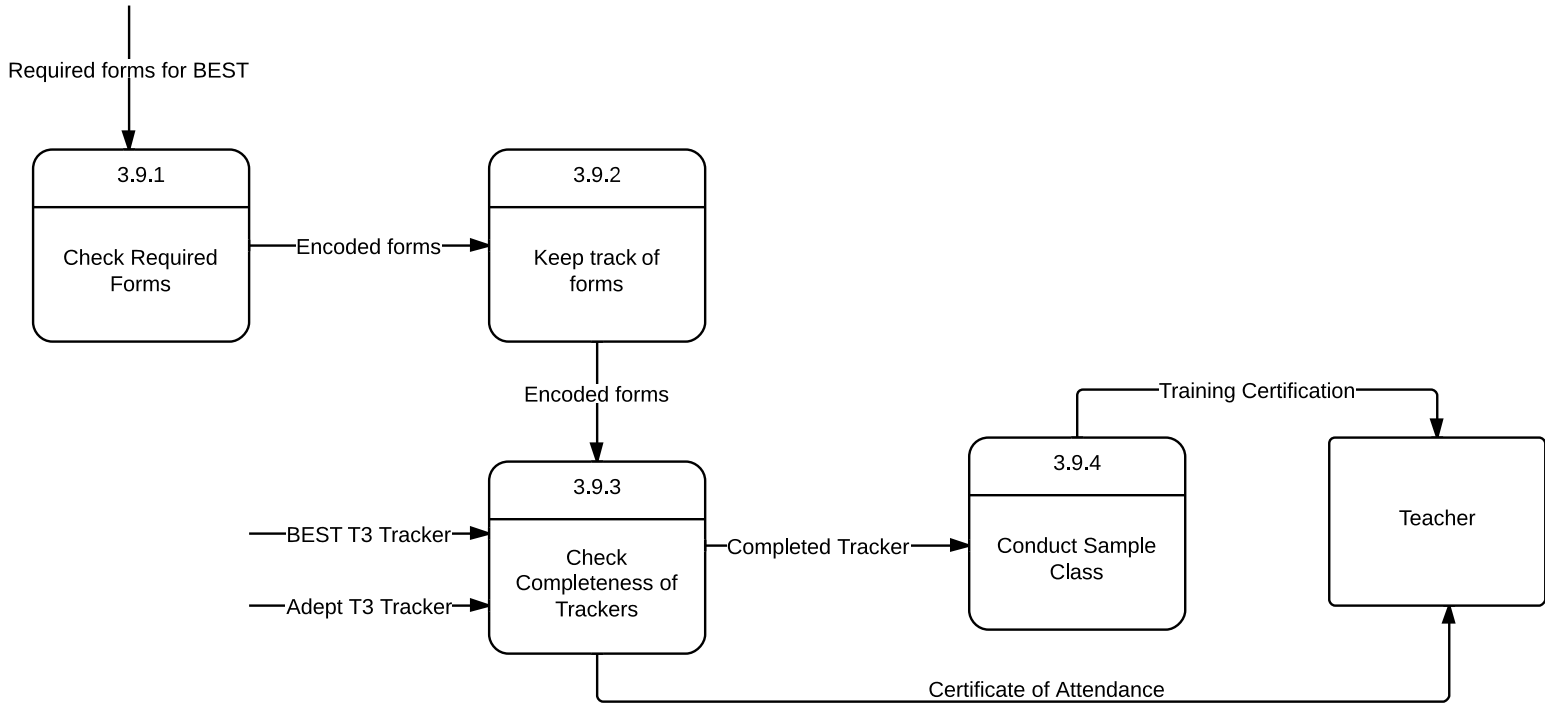 Required forms for BEST
3.9.1
Check Required
Forms
Encoded forms
3.9.2
Keep track of
forms
Encoded forms
3.9.3
Check
Completeness of
Trackers
BEST T3 Tracker
Adept T3 Tracker
Completed Tracker
3.9.4
Conduct Sample
Class
Training Certification
Teacher
Certificate of Attendance